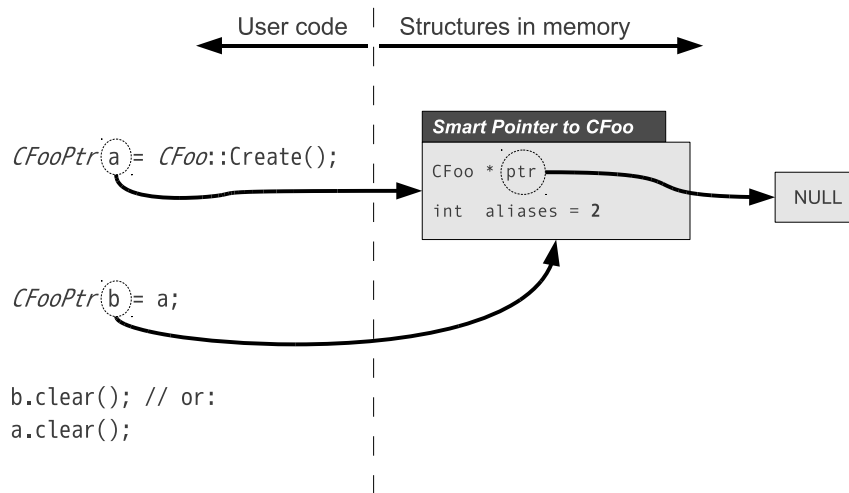 User code
Structures in memory
Smart Pointer to CFoo
CFooPtr a = CFoo::Create();
CFoo * ptr
int aliases = 2
NULL
CFooPtr b = a;
b.clear(); // or:
a.clear();